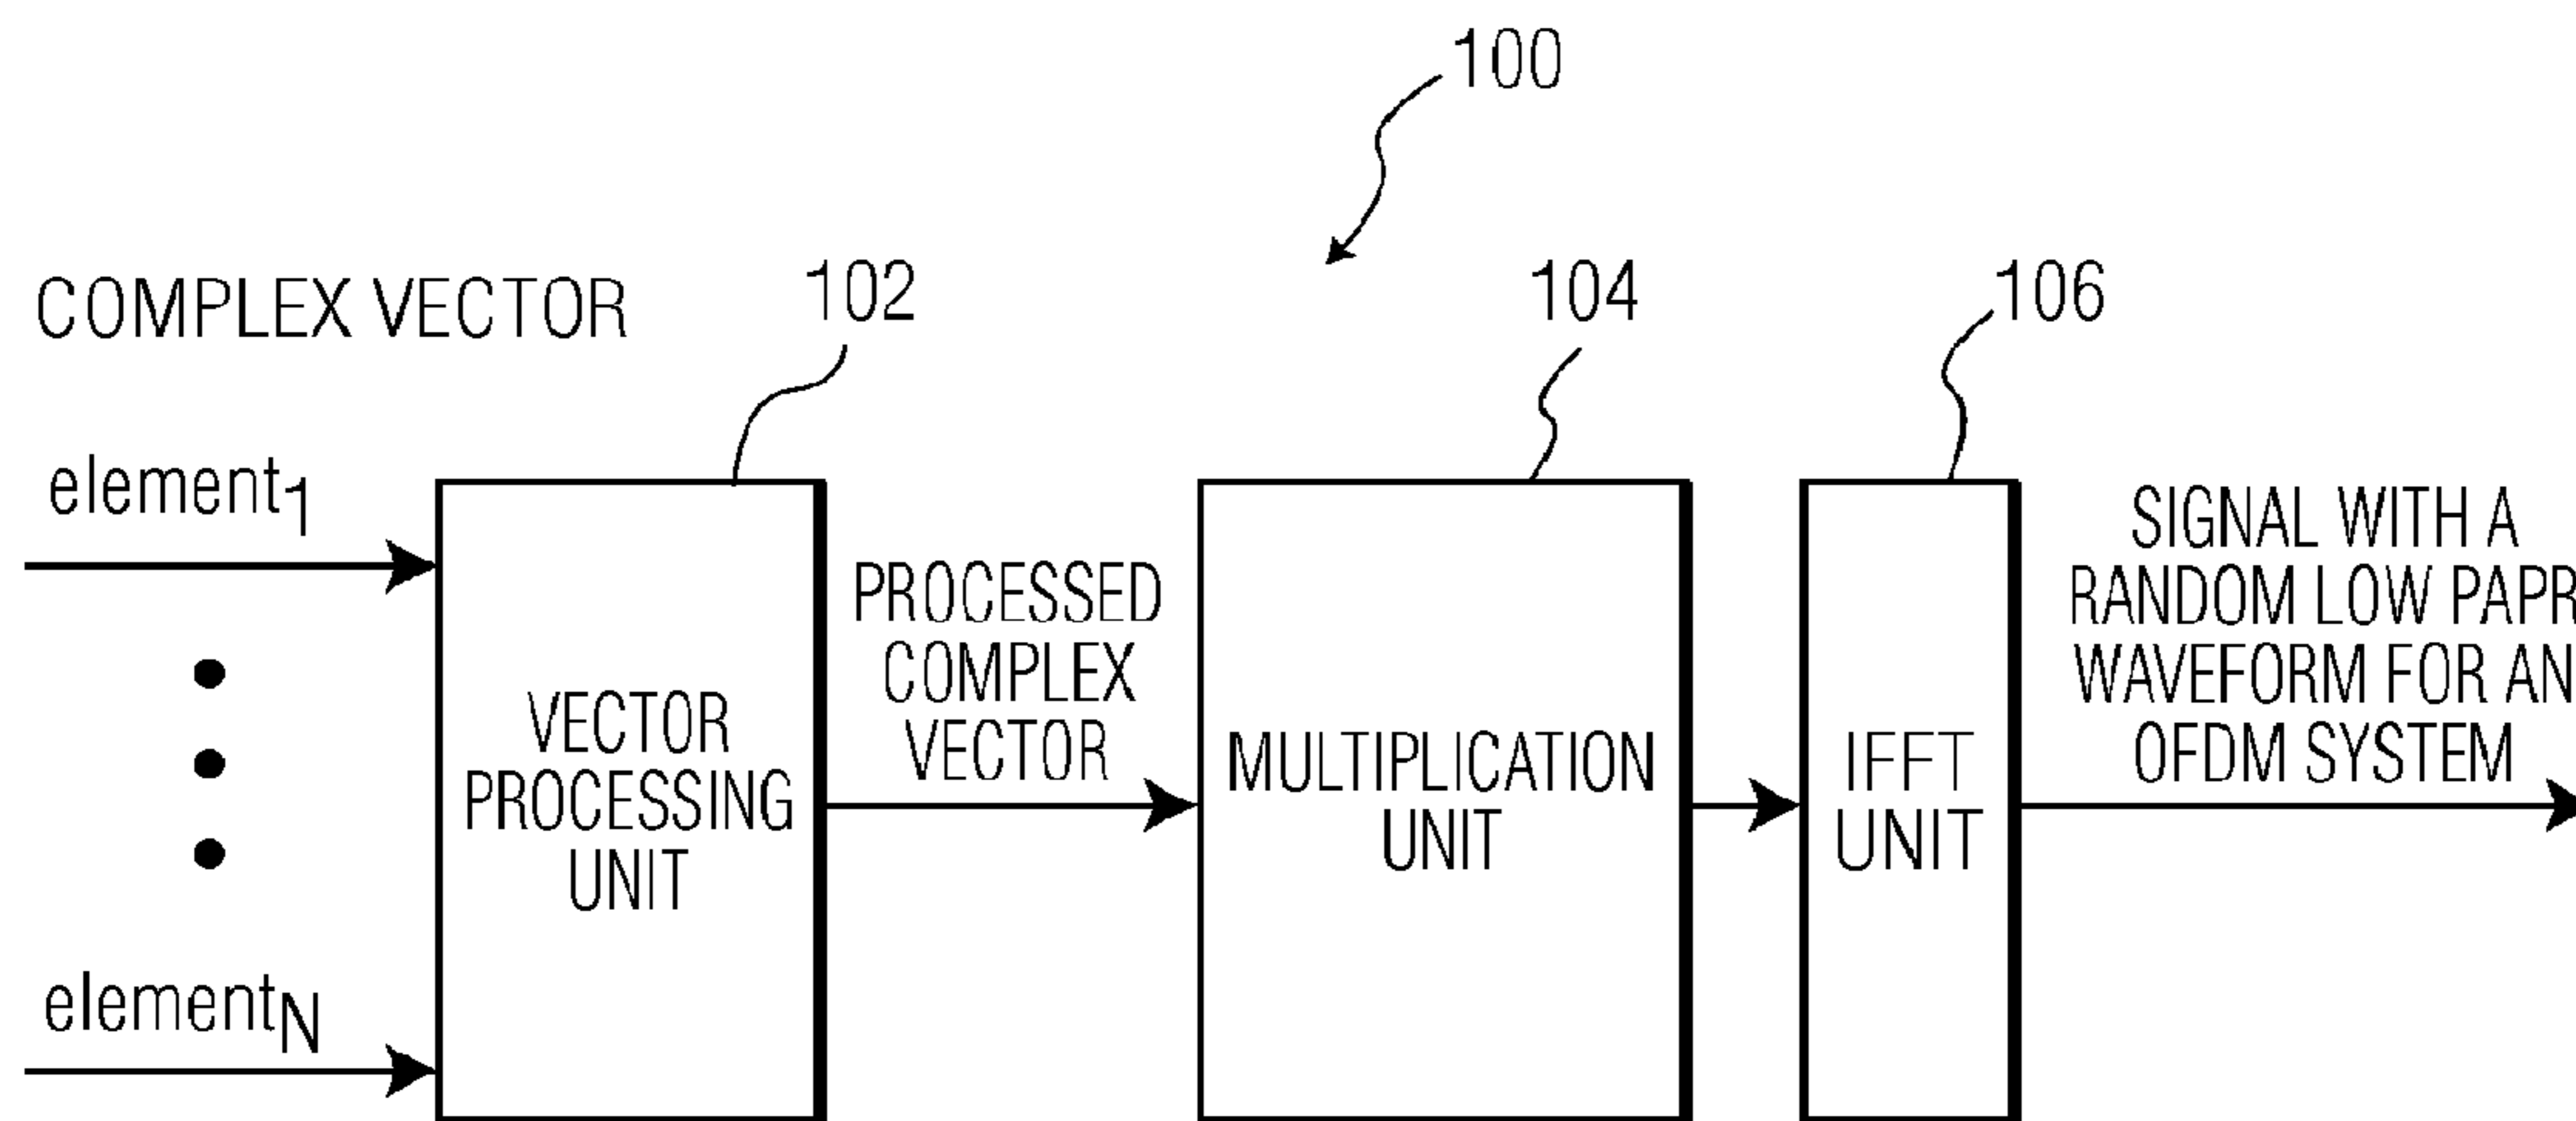 100
COMPLEX VECTOR
102
104
106
element1
elementN
VECTOR
PROCESSING
UNIT
PROCESSED
COMPLEX
VECTOR
MULTIPLICATION
UNIT
IFFT
UNIT
SIGNAL WITH A
RANDOM LOW PAPR
WAVEFORM FOR AN
OFDM SYSTEM